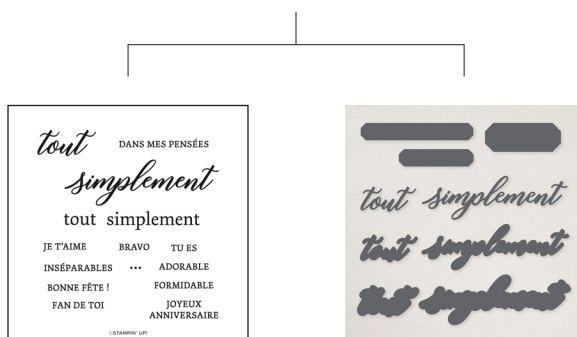 tout
DANS MES PENSÉES
simplement
tout simplement
JE T'AIME BRAVO TU ES
INSÉPARABLES ... ADORABLE
BONNE FÊTE ! FORMIDABLE
FAN DE TOI JOYEUX
ANNIVERSAIRE
©STAMPIN' UP!
tout simplement
tout simplement
tout simplement